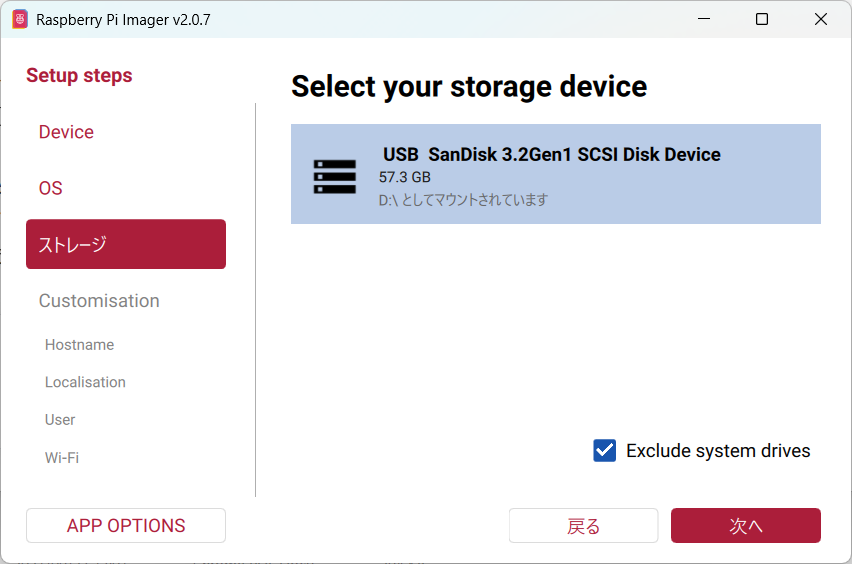 Raspberry Pi Imager v2.0.7
Setup steps
Device
OS
ストレージ
Customisation
Hostname
Localisation
User
Wi-Fi
APP OPTIONS
Select your storage device
USB  SanDisk 3.2Gen1 SCSI Disk Device
57.3 GB
D:\ としてマウントされています
Exclude system drives
戻る
次へ